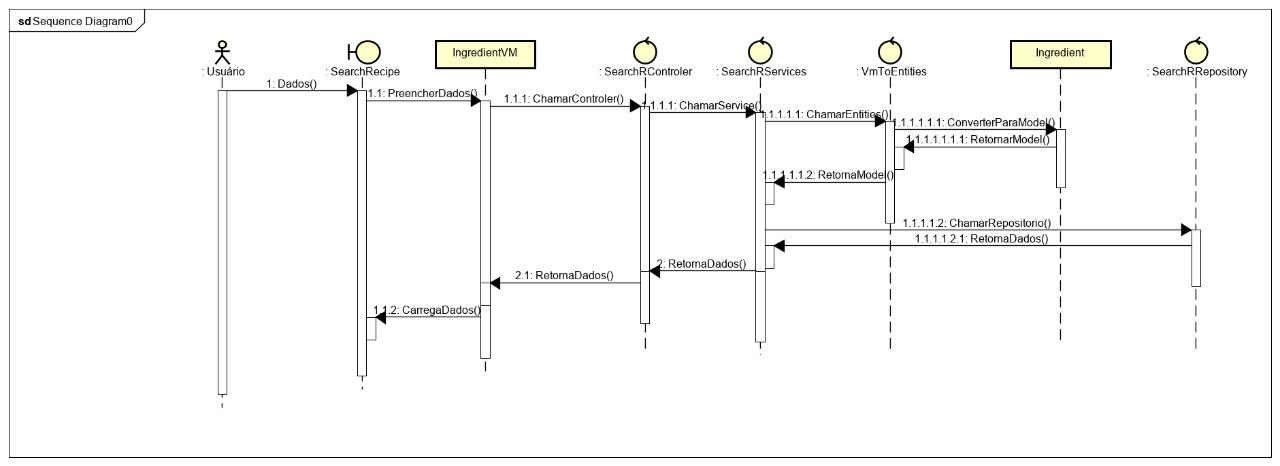 sd Sequence Diagram0
IngredientVM
Ingredient
: Usuário
: SearchRecipe
: SearchRControler
: SearchRServices
: VmToEntities
: SearchRRepository
1: Dados()
1.1: PreencherDados()
1.1.1: ChamarControler()
1.1.1.1: ChamarService()
1.1.1.1.1: ChamarEntities()
1.1.1.1.1.1: ConverterParaModel()
1.1.1.1.1.1.1: RetornarModel()
1.1.1.1.1.2: RetornaModel()
1.1.1.1.2: ChamarRepositorio()
1.1.1.1.2.1: RetornaDados()
2: RetornaDados()
2.1: RetornaDados()
1.1.2: CarregaDados()